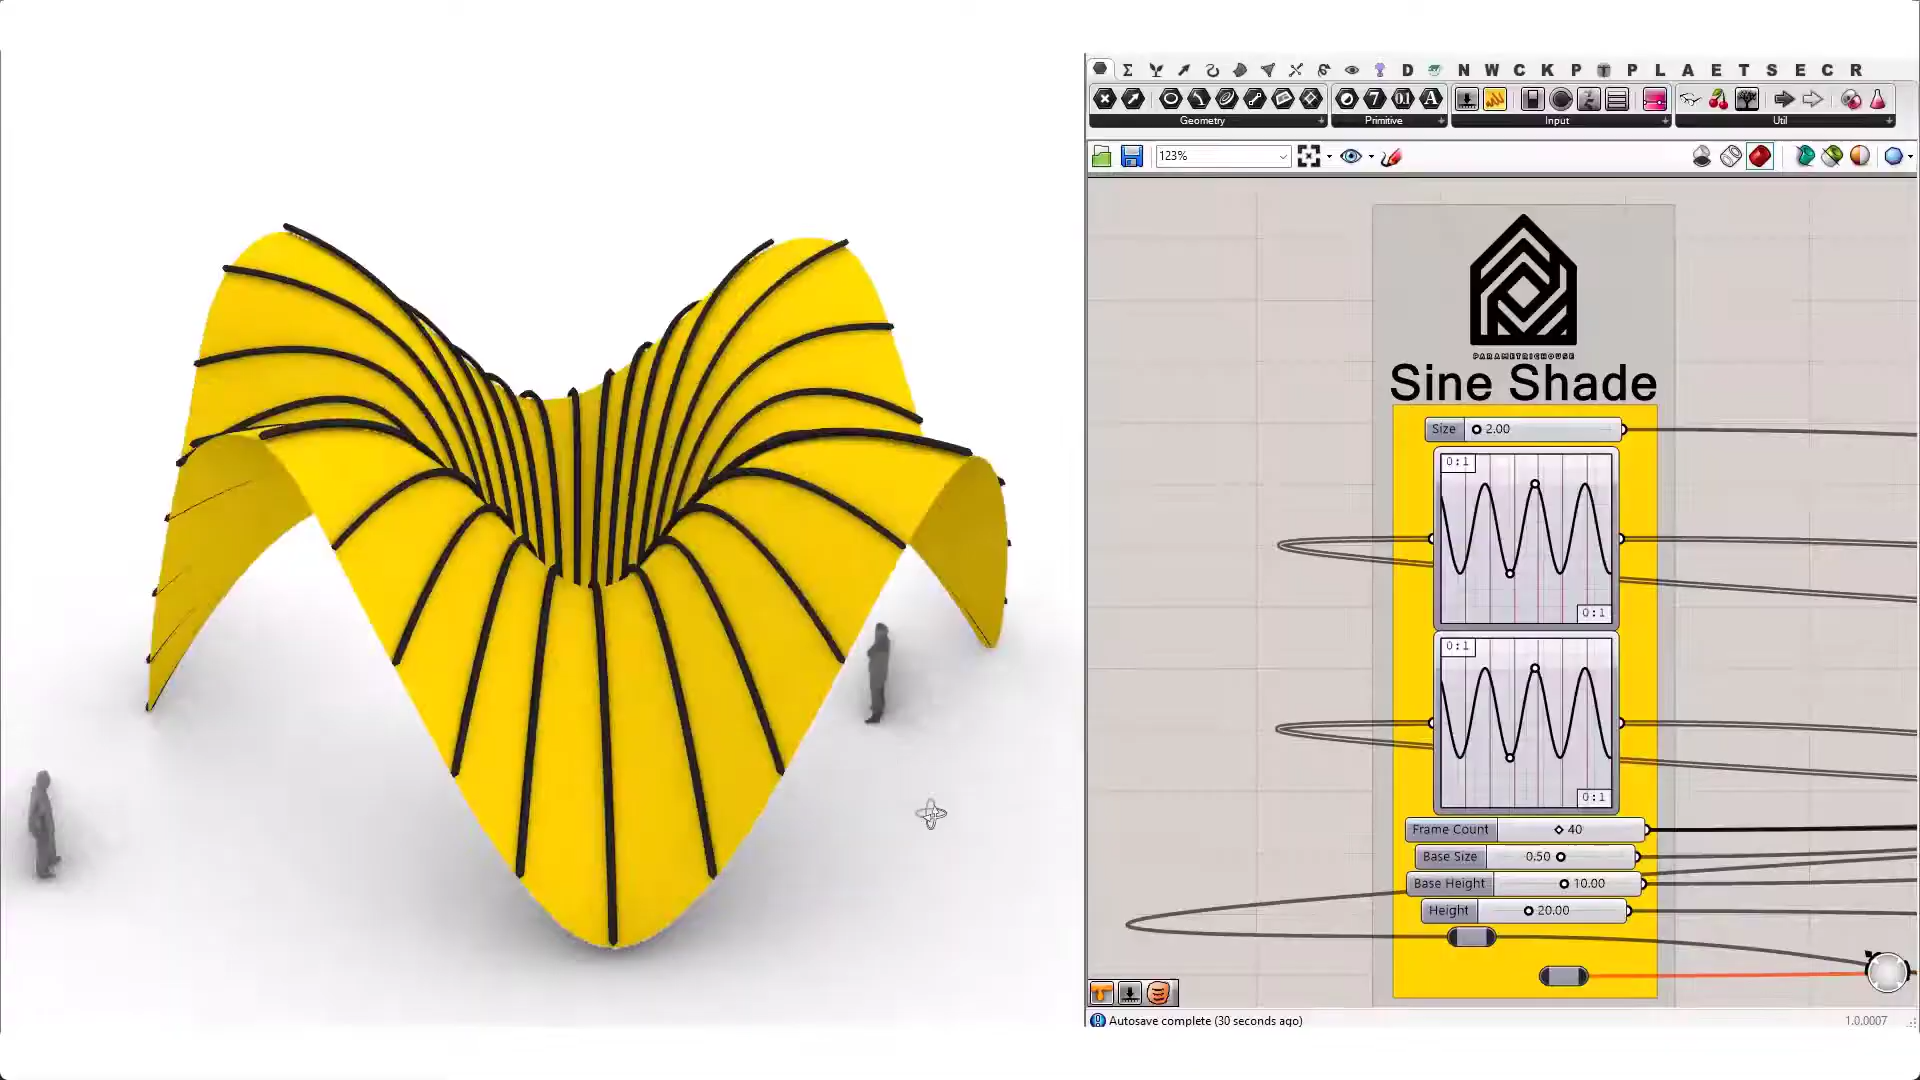 D N W C K P P L A E T S E C R
Geometry
Primitive
Input
Util
123%
PARAMETRICHOUSE
Sine Shade
Size 2.00
0:1
0:1
0:1
0:1
Frame Count 40
Base Size 0.50
Base Height 10.00
Height 20.00
Autosave complete (30 seconds ago)
1.0.0007